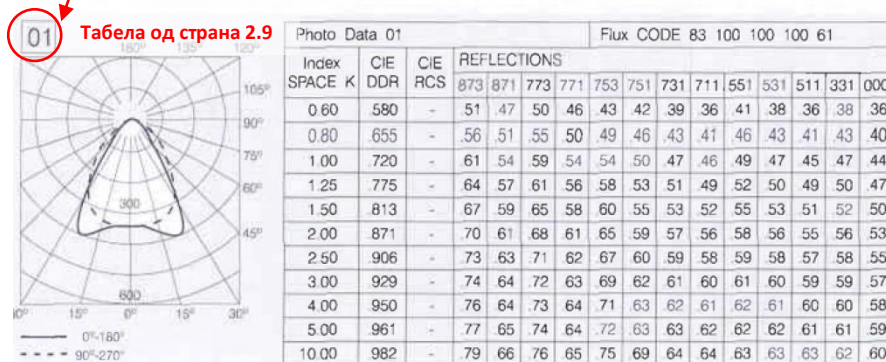 01 Табела од страна 2.9
180° 135° 120°
105°
90°
75°
60°
45°
300
600
15° 0° 15° 30°
0°-180°
90°-270°
Photo Data 01 Flux CODE 83 100 100 100 61
Index SPACE K CIE DDR CIE RCS REFLECTIONS
873 871 773 771 753 751 731 711 551 531 511 331 000
0.60 .580 - .51 .47 .50 .46 .43 .42 .39 .36 .41 .38 .36 .38 .36
0.80 .655 - .56 .51 .55 .50 .49 .46 .43 .41 .46 .43 .41 .43 .40
1.00 .720 - .61 .54 .59 .54 .54 .50 .47 .46 .49 .47 .45 .47 .44
1.25 .775 - .64 .57 .61 .56 .58 .53 .51 .49 .52 .50 .49 .50 .47
1.50 .813 - .67 .59 .65 .58 .60 .55 .53 .52 .55 .53 .51 .52 .50
2.00 .871 - .70 .61 .68 .61 .65 .59 .57 .56 .58 .56 .55 .56 .53
2.50 .906 - .73 .63 .71 .62 .67 .60 .59 .58 .59 .58 .57 .58 .55
3.00 .929 - .74 .64 .72 .63 .69 .62 .61 .60 .61 .60 .59 .59 .57
4.00 .950 - .76 .64 .73 .64 .71 .63 .62 .61 .62 .61 .60 .60 .58
5.00 .961 - .77 .65 .74 .64 .72 .63 .63 .62 .62 .62 .61 .61 .59
10.00 .982 - .79 .66 .76 .65 .75 .69 .64 .64 .63 .63 .63 .62 .60